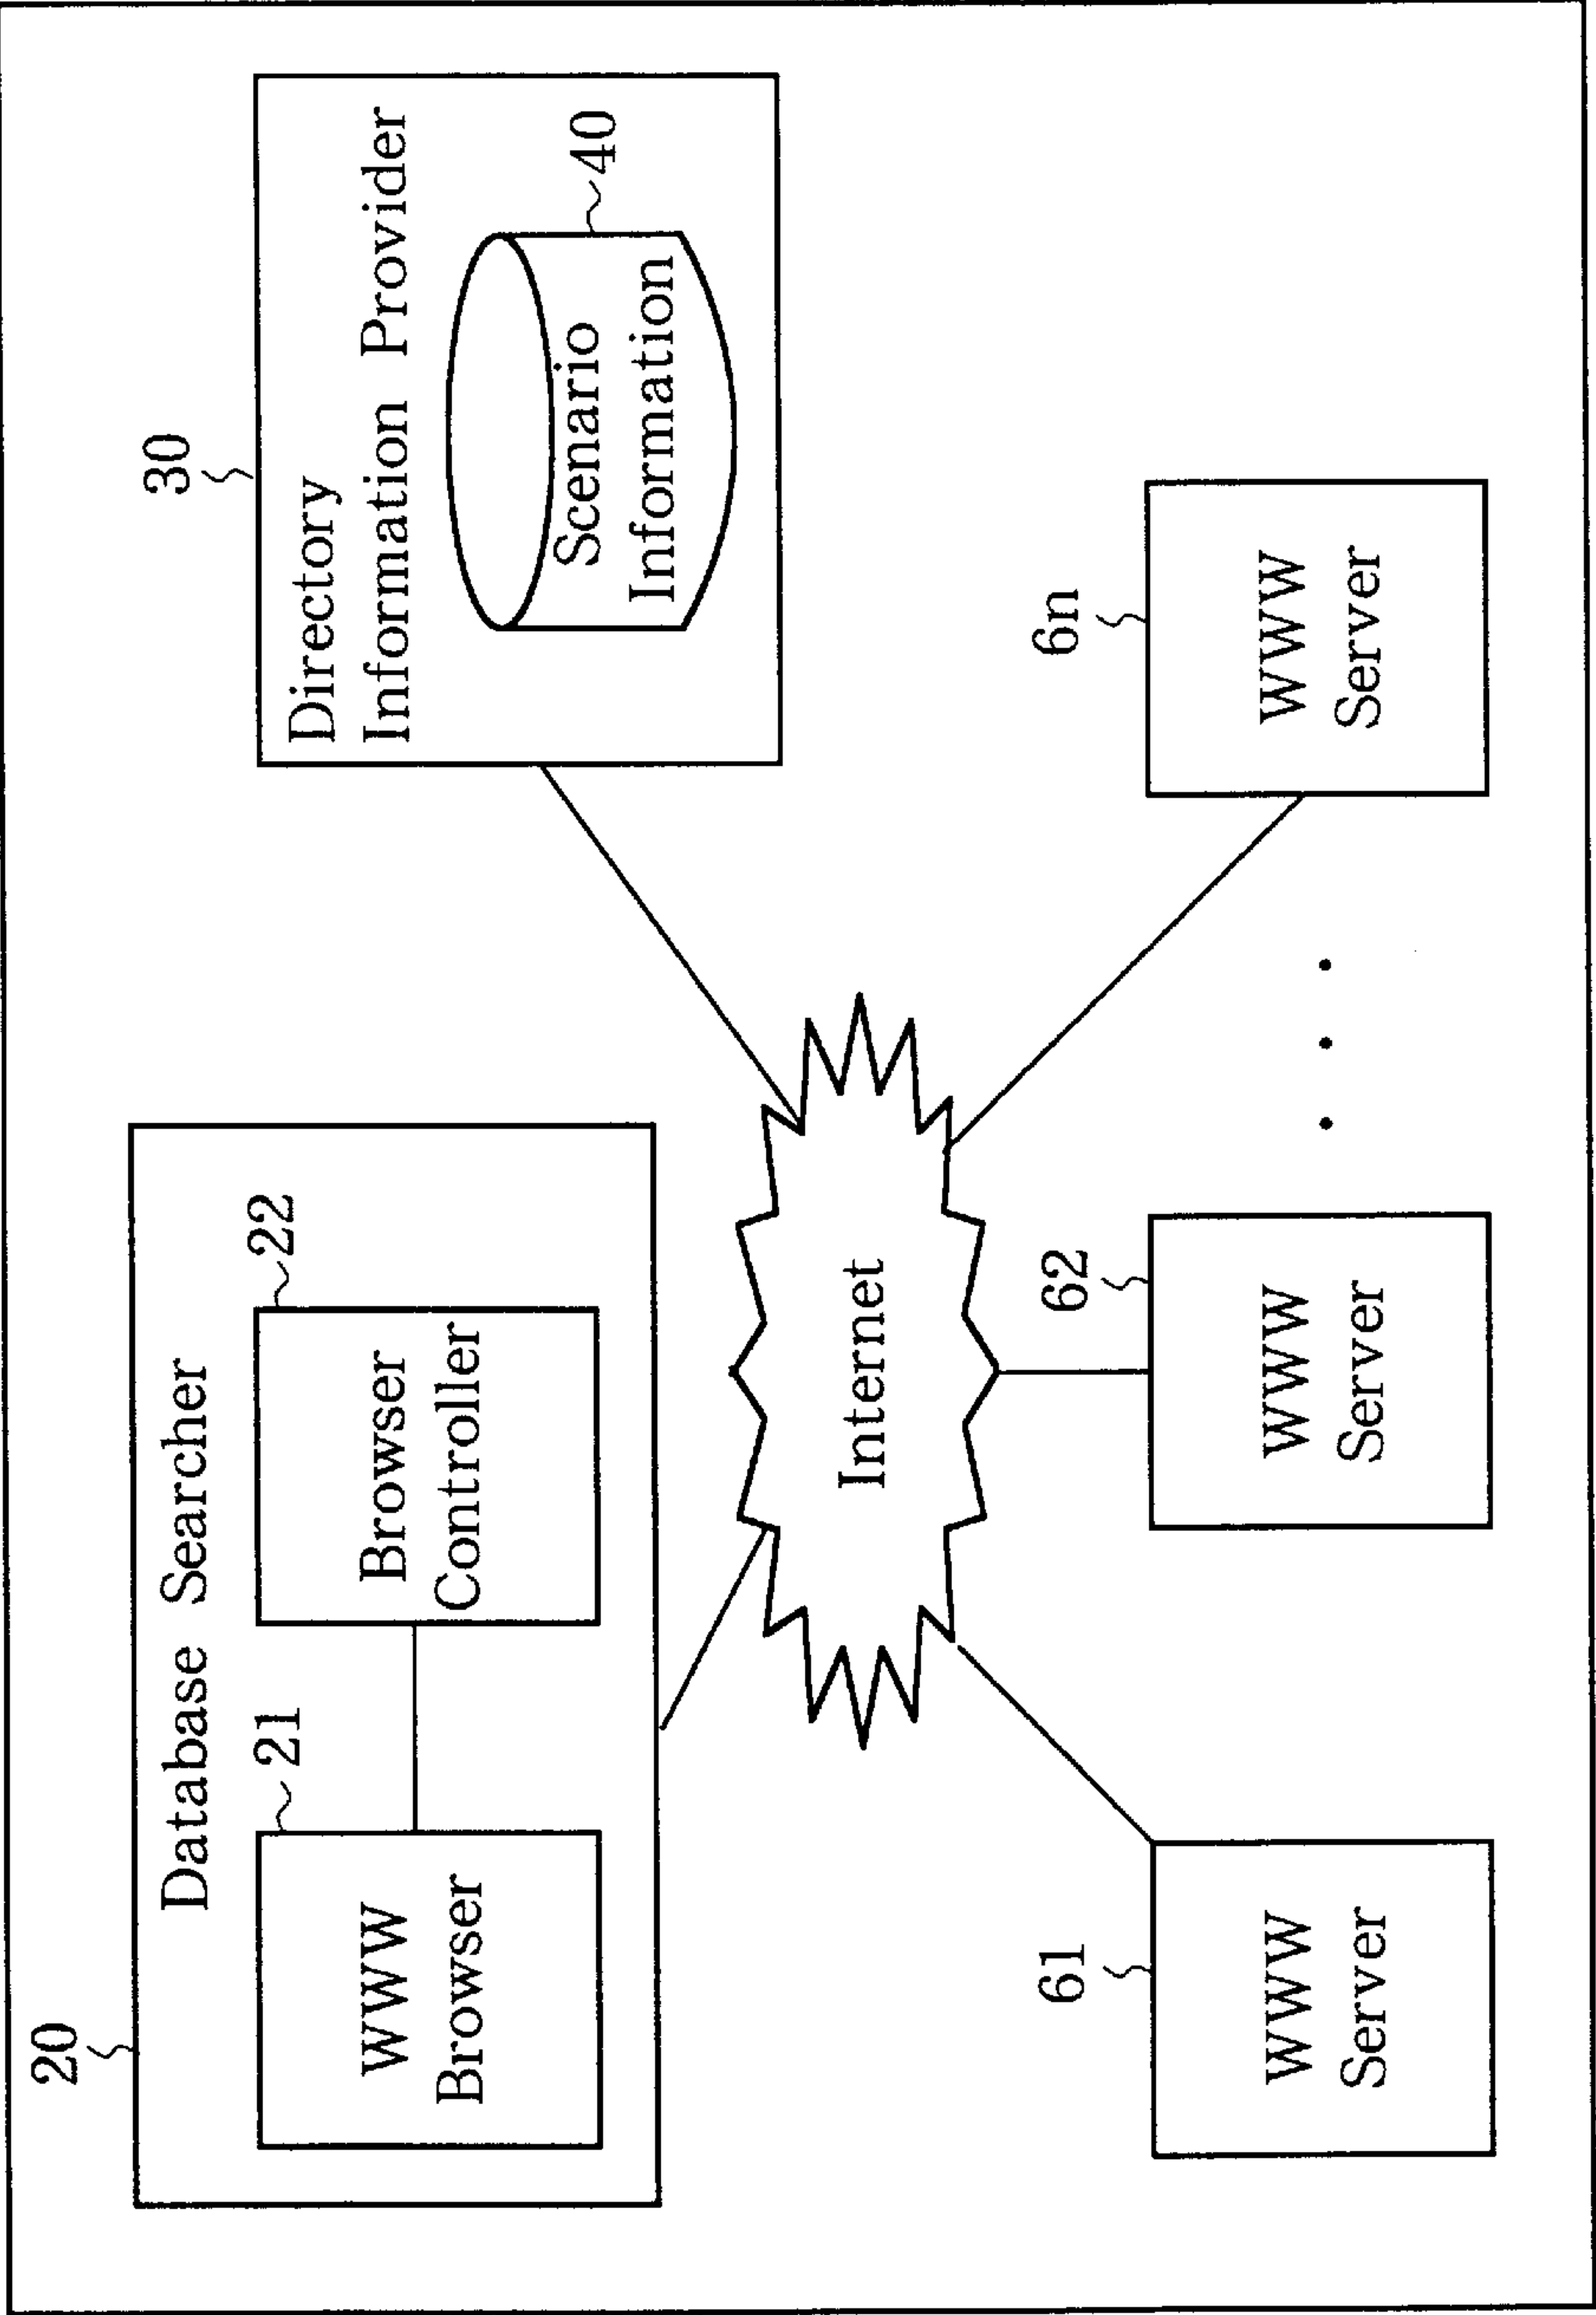 20
Database Searcher
21
WWW
Browser
22
Browser
Controller
30
Directory
Information Provider
40
Scenario
Information
Internet
61
WWW
Server
62
WWW
Server
. . .
6n
WWW
Server